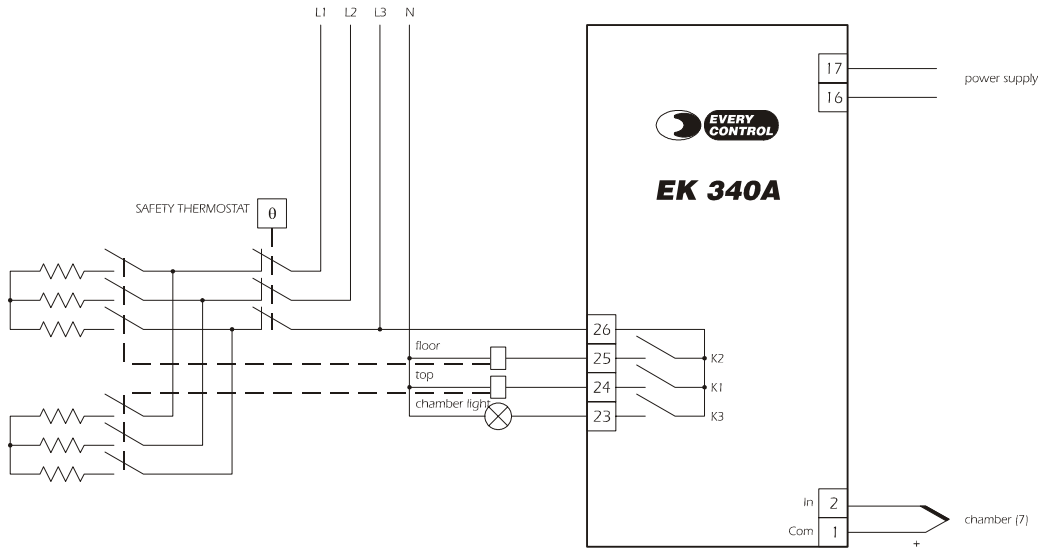 L1 L2 L3 N
17
power supply
16
EVERY
CONTROL
EK 340A
SAFETY THERMOSTAT θ
26
floor
25 K2
top
24 K1
chamber light
23 K3
In 2
chamber (7)
Com 1
+